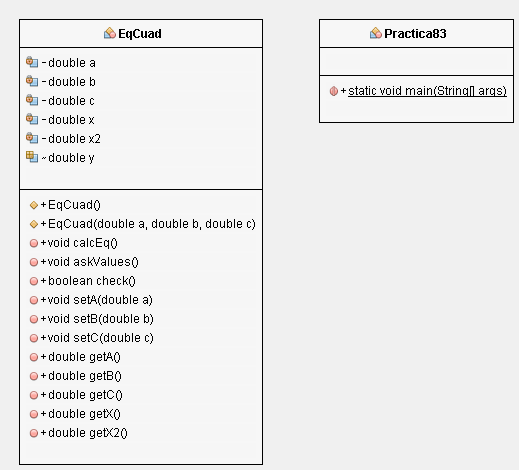 EqCuad
- double a
- double b
- double c
- double x
- double x2
~ double y
+ EqCuad()
+ EqCuad(double a, double b, double c)
+ void calcEq()
+ void askValues()
+ boolean check()
+ void setA(double a)
+ void setB(double b)
+ void setC(double c)
+ double getA()
+ double getB()
+ double getC()
+ double getX()
+ double getX2()
Practica83
+ static void main(String[] args)